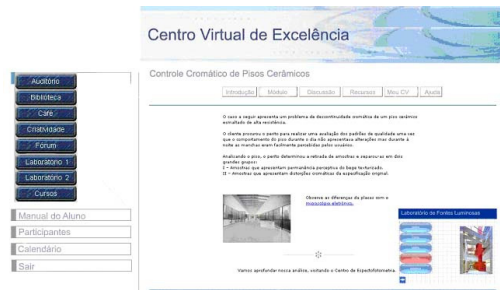 Centro Virtual de Excelência
Controle Cromático de Pisos Cerâmicos
Introdução Módulo Discussão Recursos Meu CV Ajuda
Auditório
Biblioteca
Café
Criatividade
Fórum
Laboratório 1
Laboratório 2
Cursos
Manual do Aluno
Participantes
Calendário
Sair
O caso a seguir apresenta um problema de descontinuidade cromática de um piso cerâmico
esmaltado de alta resistência.
O cliente procurou o perito para realizar uma avaliação dos padrões de qualidade uma vez
que o comportamento do piso durante o dia não apresentava alterações mas durante a
noite as manchas eram facilmente percebidas pelos usuários.
Analisando o piso, o perito determinou a retirada de amostras e separou-as em dois
grandes grupos:
I - Amostras que apresentam permanência perceptiva do bege texturizado.
II - Amostras que apresentam distorções cromáticas da especificação original.
Observe as diferenças da placas com o
microscópio eletrônico.
Laboratório de Fontes Luminosas
Vamos aprofundar nossa análise, visitando o Centro de Espectofotometria.